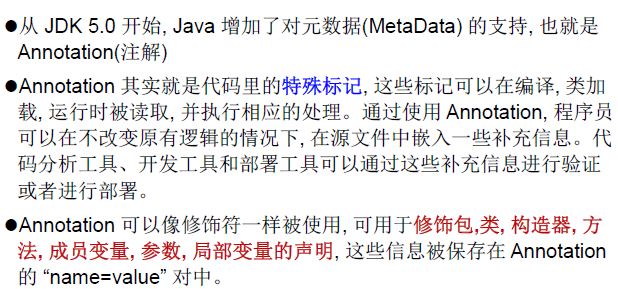 ●从 JDK 5.0 开始, Java 增加了对元数据(MetaData) 的支持, 也就是
Annotation(注解)
●Annotation 其实就是代码里的特殊标记, 这些标记可以在编译, 类加
载, 运行时被读取, 并执行相应的处理。通过使用 Annotation, 程序员
可以在不改变原有逻辑的情况下, 在源文件中嵌入一些补充信息。代
码分析工具、开发工具和部署工具可以通过这些补充信息进行验证
或者进行部署。
●Annotation 可以像修饰符一样被使用, 可用于修饰包,类, 构造器, 方
法, 成员变量, 参数, 局部变量的声明, 这些信息被保存在 Annotation
的 “name=value” 对中。